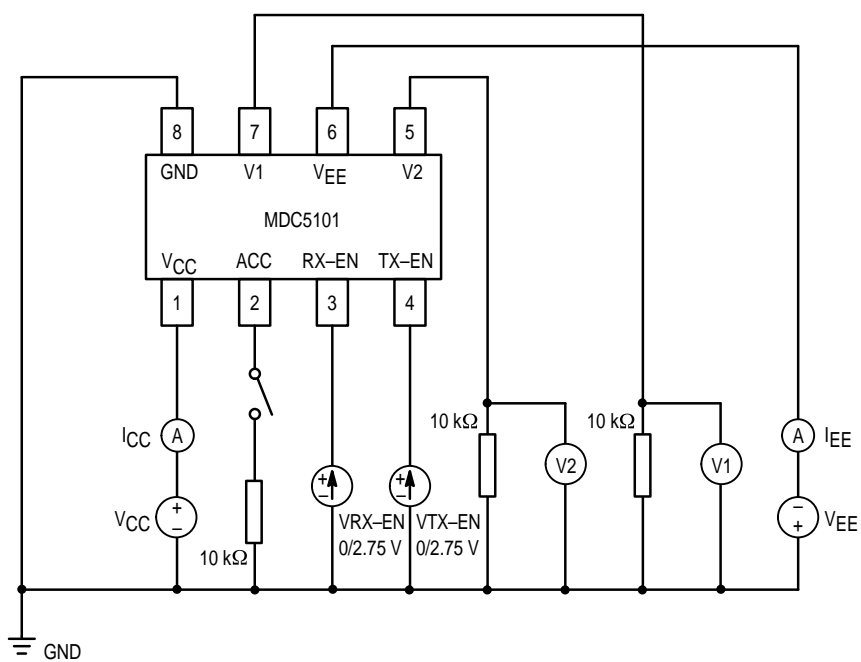 8 7 6 5
GND V1 VEE V2
MDC5101
VCC ACC RX–EN TX–EN
1 2 3 4
10 kΩ 10 kΩ
ICC A V2 V1 A IEE
+ – + –
VCC + – VRX–EN VTX–EN – + VEE
10 kΩ 0/2.75 V 0/2.75 V
GND